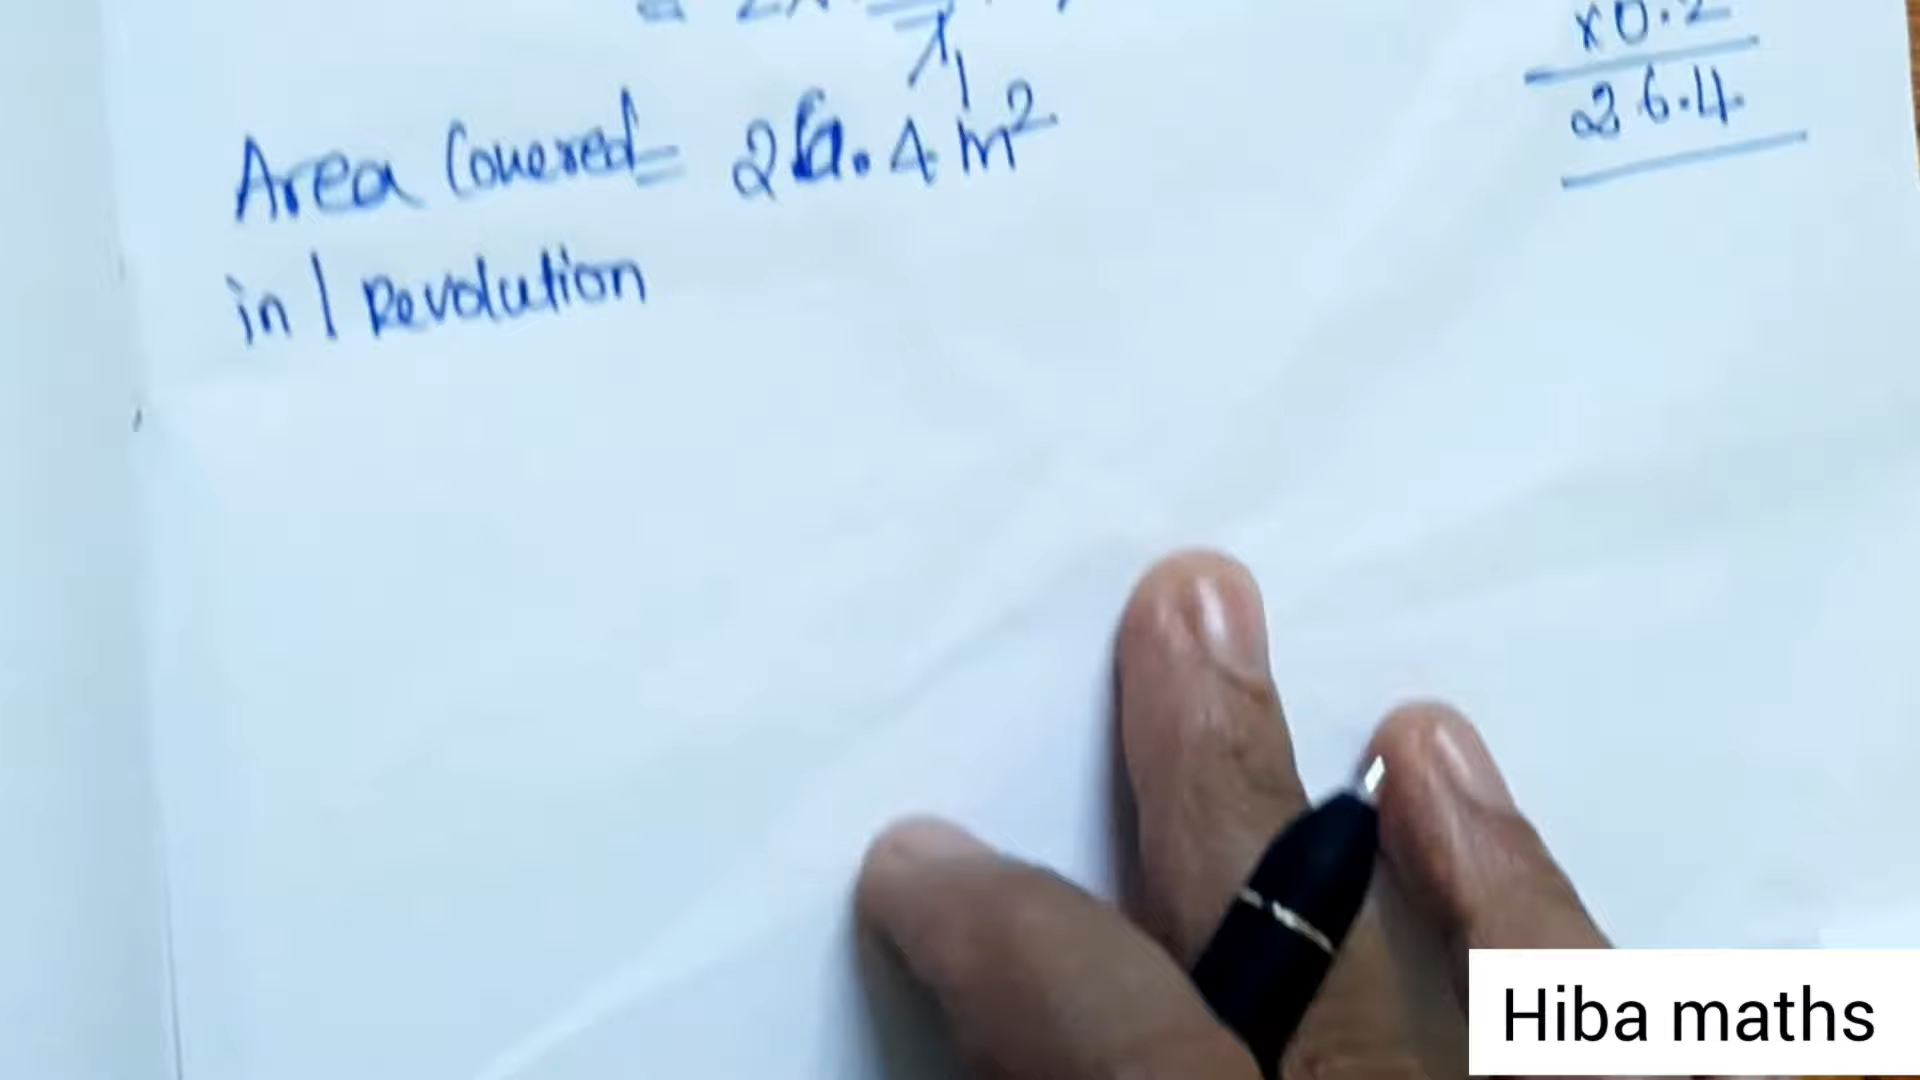 ×0.2
26.4
Area Covered = 26.4 m²
in 1 Revolution
Hiba maths